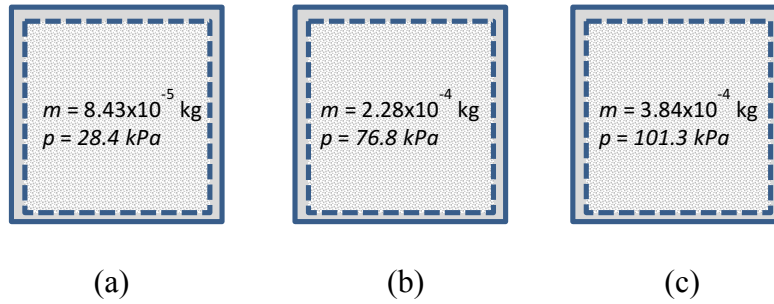 m = 8.43x10⁻⁵ kg
p = 28.4 kPa
m = 2.28x10⁻⁴ kg
p = 76.8 kPa
m = 3.84x10⁻⁴ kg
p = 101.3 kPa
(a)
(b)
(c)